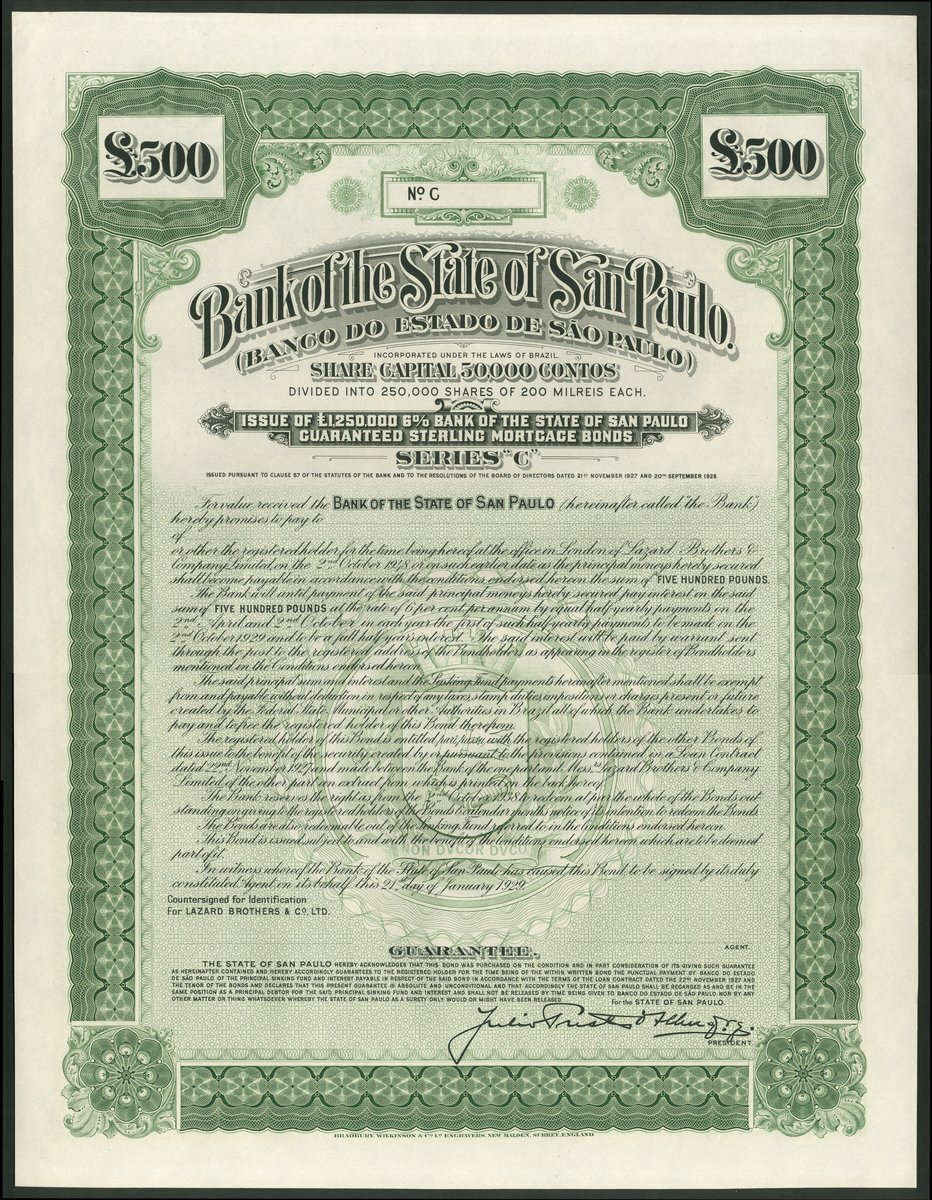 £500
£500
No. C
Bank of the State of San Paulo.
(BANCO DO ESTADO DE SÃO PAULO)
INCORPORATED UNDER THE LAWS OF BRAZIL.
SHARE CAPITAL 50,000 CONTOS
DIVIDED INTO 250,000 SHARES OF 200 MILREIS EACH.
ISSUE OF £1,250,000 6% BANK OF THE STATE OF SAN PAULO
GUARANTEED STERLING MORTGAGE BONDS
SERIES "C"
ISSUED PURSUANT TO CLAUSE 57 OF THE STATUTES OF THE BANK AND TO THE RESOLUTIONS OF THE BOARD OF DIRECTORS DATED 21ST NOVEMBER 1927 AND 20TH SEPTEMBER 1928.
For value received the BANK OF THE STATE OF SAN PAULO (hereinafter called "the Bank")
hereby promises to pay to
of
or other the registered holder for the time being hereof at the office in London of Lazard Brothers &
Company Limited, on the 2nd October 1948 or on such earlier date as the principal moneys hereby secured
shall become payable in accordance with the conditions endorsed hereon the sum of FIVE HUNDRED POUNDS.
The Bank will until payment of the said principal moneys hereby secured pay interest on the said
sum of FIVE HUNDRED POUNDS at the rate of 6 per cent per annum by equal half-yearly payments on the
2nd April and 2nd October in each year the first of such half-yearly payments to be made on the
2nd October 1929 and to be a full half-years interest. The said interest will be paid by warrant sent
through the post to the registered address of the Bondholders as appearing in the register of Bondholders
mentioned in the Conditions endorsed hereon.
The said principal sum and interest and the Sinking Fund payments hereinafter mentioned shall be exempt
from and payable without deduction in respect of any taxes stamp duties impositions or charges present or future
created by the Federal State Municipal or other Authorities in Brazil all of which the Bank undertakes to
pay and to free the registered holder of this Bond therefrom.
The registered holder of this Bond is entitled pari passu with the registered holders of the other Bonds of
this issue to the benefit of the security created by or pursuant to the provisions contained in a Loan Contract
dated 22nd November 1927 and made between the Bank of the one part and Messrs Lazard Brothers & Company
Limited of the other part an extract from which is printed on the back hereof.
The Bank reserves the right as from the 2nd October 1938 to redeem at par the whole of the Bonds out-
standing on giving to the registered holders of the Bonds 6 calendar months notice of its intention to redeem the Bonds.
The Bonds are also redeemable out of the Sinking Fund referred to in the Conditions endorsed hereon.
This Bond is issued subject to and with the benefit of the Conditions endorsed hereon which are to be deemed
part of it.
NON DVCOR DVCO
In witness whereof the Bank of the State of San Paulo has caused this Bond to be signed by its duly
constituted Agent on its behalf this 21st day of January 1929.
Countersigned for Identification
For LAZARD BROTHERS & CO. LTD.
AGENT.
GUARANTEE.
THE STATE OF SAN PAULO HEREBY ACKNOWLEDGES THAT THIS BOND WAS PURCHASED ON THE CONDITION AND IN PART CONSIDERATION OF ITS GIVING SUCH GUARANTEE
AS HEREINAFTER CONTAINED AND HEREBY ACCORDINGLY GUARANTEES TO THE REGISTERED HOLDER FOR THE TIME BEING OF THE WITHIN WRITTEN BOND THE PUNCTUAL PAYMENT BY BANCO DO ESTADO
DE SÃO PAULO OF THE PRINCIPAL SINKING FUND AND INTEREST PAYABLE IN RESPECT OF THE SAID BOND IN ACCORDANCE WITH THE TERMS OF THE LOAN CONTRACT DATED THE 22ND NOVEMBER 1927 AND
THE TENOR OF THE BONDS AND DECLARES THAT THIS PRESENT GUARANTEE IS ABSOLUTE AND UNCONDITIONAL AND THAT ACCORDINGLY THE STATE OF SAN PAULO SHALL BE REGARDED AS AND BE IN THE
SAME POSITION AS A PRINCIPAL DEBTOR FOR THE SAID PRINCIPAL SINKING FUND AND INTEREST AND SHALL NOT BE RELEASED BY TIME BEING GIVEN TO BANCO DO ESTADO DE SÃO PAULO NOR BY ANY
OTHER MATTER OR THING WHATSOEVER WHEREBY THE STATE OF SAN PAULO AS A SURETY ONLY WOULD OR MIGHT HAVE BEEN RELEASED.
For the STATE OF SAN PAULO.
PRESIDENT.
BRADBURY, WILKINSON & Co. Ld. ENGRAVERS, NEW MALDEN, SURREY, ENGLAND.